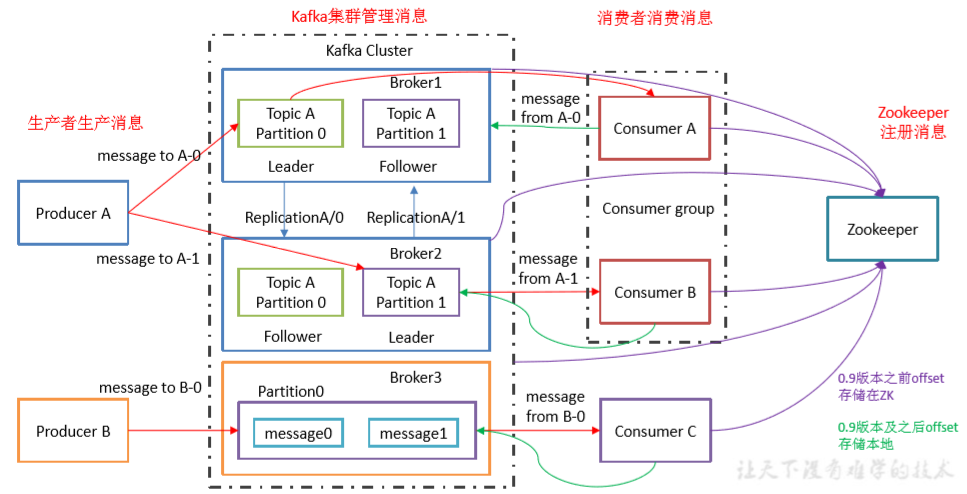 Kafka集群管理消息
消费者消费消息
Kafka Cluster
Broker1
Topic A
Partition 0
Topic A
Partition 1
Leader
Follower
生产者生产消息
message to A-0
Producer A
message to A-1
ReplicationA/0
ReplicationA/1
Broker2
Topic A
Partition 0
Topic A
Partition 1
Follower
Leader
message
from A-0
Consumer A
Consumer group
message
from A-1
Consumer B
Zookeeper
注册消息
Zookeeper
message to B-0
Producer B
Broker3
Partition0
message0
message1
message
from B-0
Consumer C
0.9版本之前offset
存储在ZK
0.9版本及之后offset
存储本地
让天下没有难学的技术